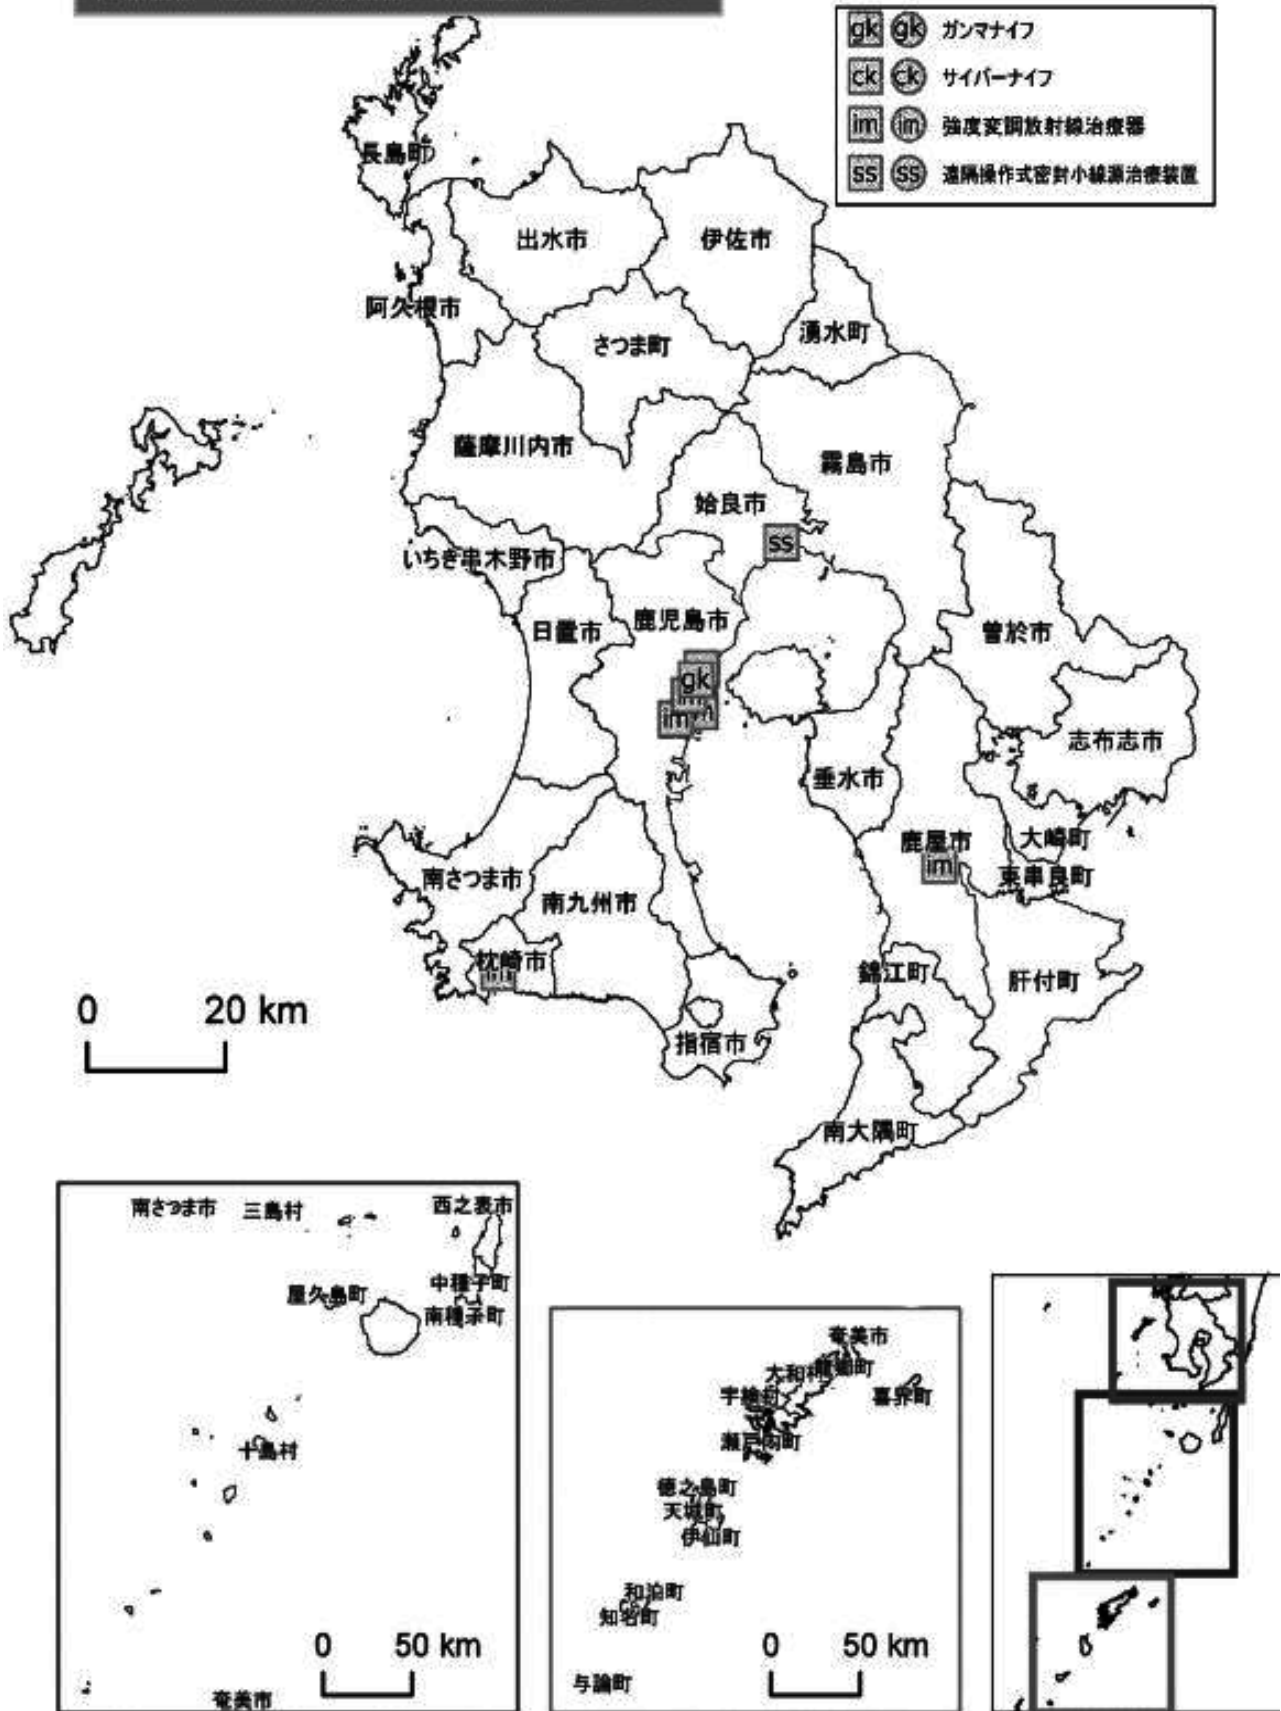 gk gk ガンマナイフ
ck ck サイバーナイフ
im im 強度変調放射線治療器
ss ss 遠隔操作式密封小線源治療装置
長島町
出水市
伊佐市
阿久根市
湧水町
さつま町
薩摩川内市
霧島市
姶良市
ss
いちき串木野市
鹿児島市
日置市
曽於市
gk
im
im
志布志市
垂水市
鹿屋市
im
大崎町
東串良町
南さつま市
南九州市
枕崎市
錦江町
肝付町
0 20 km
指宿市
南大隅町
南さつま市
三島村
西之表市
中種子町
屋久島町
南種子町
十島村
0 50 km
奄美市
奄美市
龍郷町
大和村
宇検村
喜界町
瀬戸内町
徳之島町
天城町
伊仙町
和泊町
知名町
0 50 km
与論町